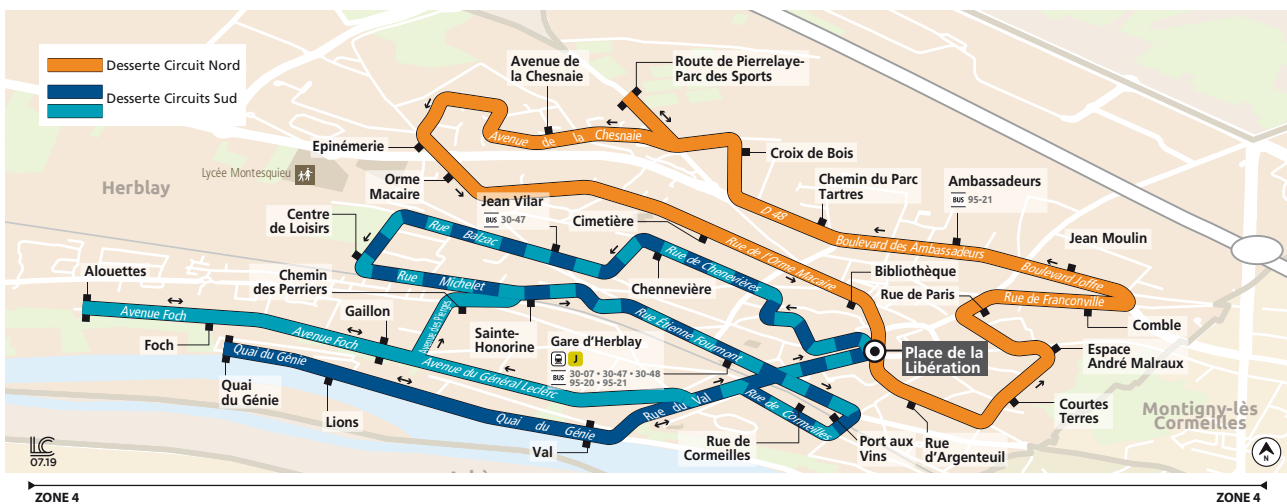 Desserte Circuit Nord
Desserte Circuits Sud
Avenue de
la Chesnaie
Route de Pierrelaye-
Parc des Sports
Avenue de la Chesnaie
Epinémerie
Croix de Bois
Lycée Montesquieu
Herblay
Orme
Macaire
Jean Vilar
BUS 30-47
Cimetière
Chemin du Parc
Tartres
Ambassadeurs
BUS 95-21
D 48
Boulevard des Ambassadeurs
Jean Moulin
Boulevard Joffre
Centre
de Loisirs
Rue Balzac
Rue de Chenevières
Rue de l'Orme Macaire
Bibliothèque
Rue de Paris
Rue de Franconville
Alouettes
Chemin
des Perriers
Rue Michelet
Chennevière
Comble
Avenue Foch
Gaillon
Sainte-
Honorine
Rue Étienne Fourmont
Foch
Avenue Foch
Gare d'Herblay
J
BUS 30-07 • 30-47 • 30-48
95-20 • 95-21
Place de la
Libération
Espace
André Malraux
Quai du Génie
Avenue du Général Leclerc
Quai
du Génie
Lions
Quai du Génie
Rue du Val
Rue de Cormeilles
Courtes
Terres
Montigny-lès
Cormeilles
Val
Rue de
Cormeilles
Port aux
Vins
Rue
d'Argenteuil
LC
07.19
N
ZONE 4
ZONE 4